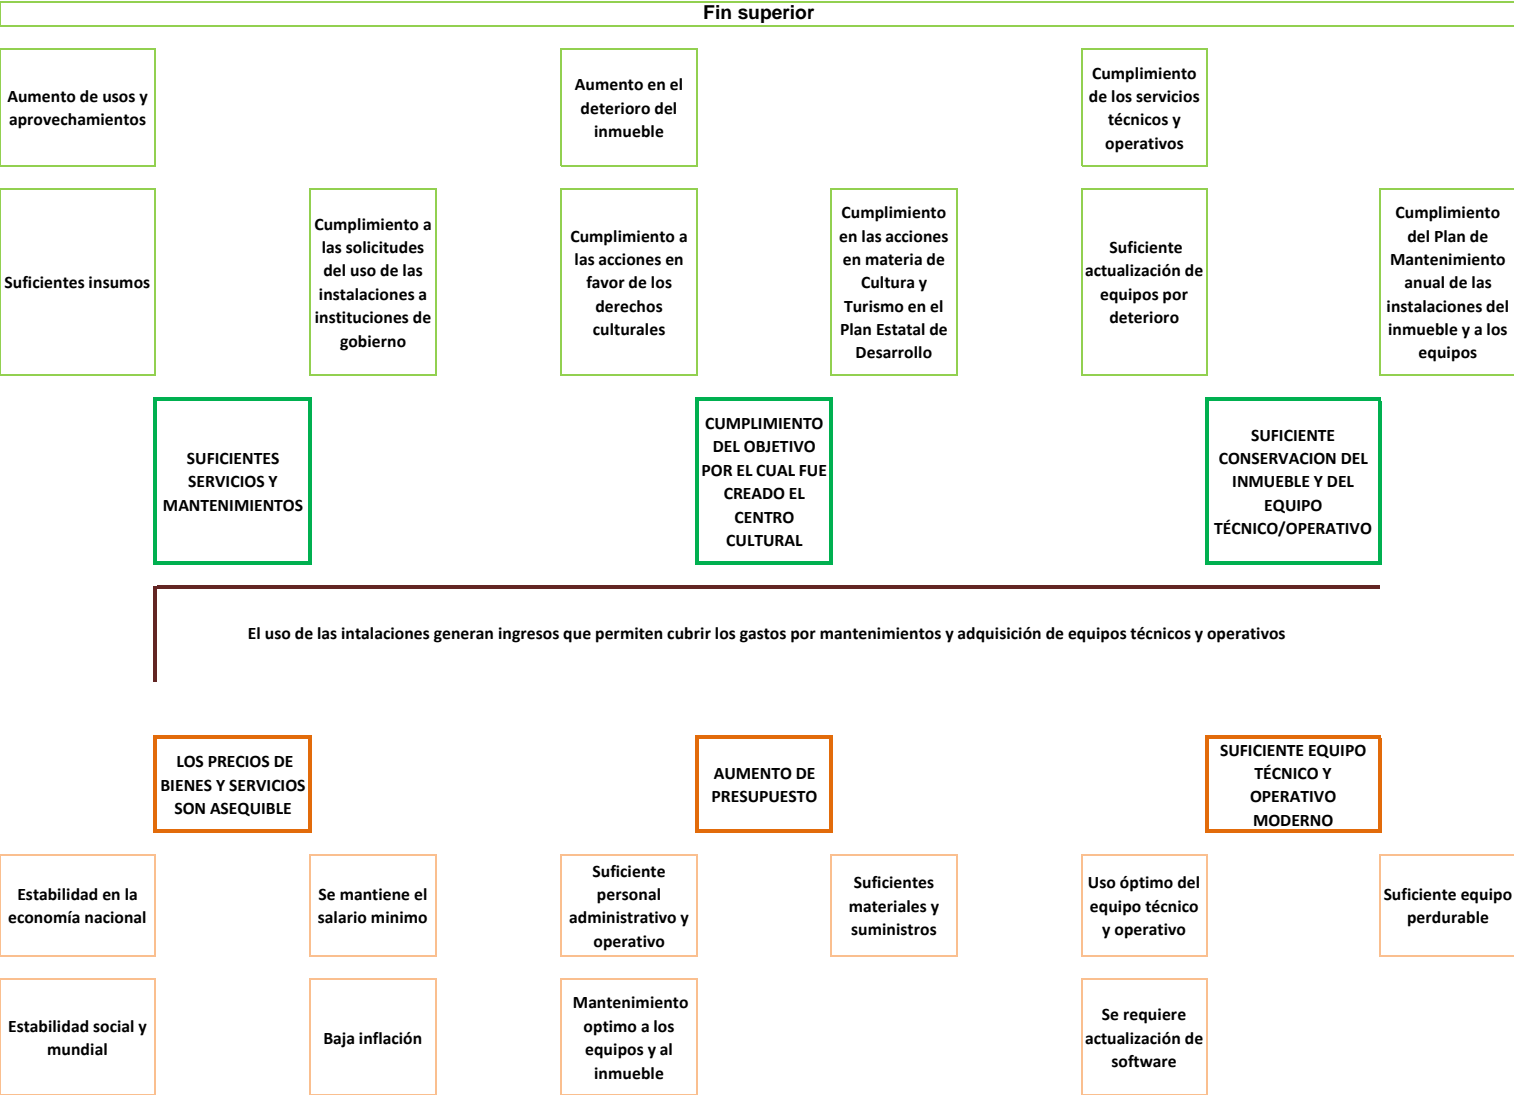 Fin superior
Aumento de usos y
aprovechamientos
Aumento en el
deterioro del
inmueble
Cumplimiento
de los servicios
técnicos y
operativos
Suficientes insumos
Cumplimiento a
las solicitudes
del uso de las
instalaciones a
instituciones de
gobierno
Cumplimiento a
las acciones en
favor de los
derechos
culturales
Cumplimiento
en las acciones
en materia de
Cultura y
Turismo en el
Plan Estatal de
Desarrollo
Suficiente
actualización de
equipos por
deterioro
Cumplimiento
del Plan de
Mantenimiento
anual de las
instalaciones del
inmueble y a los
equipos
SUFICIENTES
SERVICIOS Y
MANTENIMIENTOS
CUMPLIMIENTO
DEL OBJETIVO
POR EL CUAL FUE
CREADO EL
CENTRO
CULTURAL
SUFICIENTE
CONSERVACION DEL
INMUEBLE Y DEL
EQUIPO
TÉCNICO/OPERATIVO
El uso de las intalaciones generan ingresos que permiten cubrir los gastos por mantenimientos y adquisición de equipos técnicos y operativos
LOS PRECIOS DE
BIENES Y SERVICIOS
SON ASEQUIBLE
AUMENTO DE
PRESUPUESTO
SUFICIENTE EQUIPO
TÉCNICO Y
OPERATIVO
MODERNO
Estabilidad en la
economía nacional
Se mantiene el
salario minimo
Suficiente
personal
administrativo y
operativo
Suficientes
materiales y
suministros
Uso óptimo del
equipo técnico
y operativo
Suficiente equipo
perdurable
Estabilidad social y
mundial
Baja inflación
Mantenimiento
optimo a los
equipos y al
inmueble
Se requiere
actualización de
software